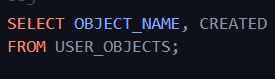 SELECT OBJECT_NAME, CREATED
FROM USER_OBJECTS;